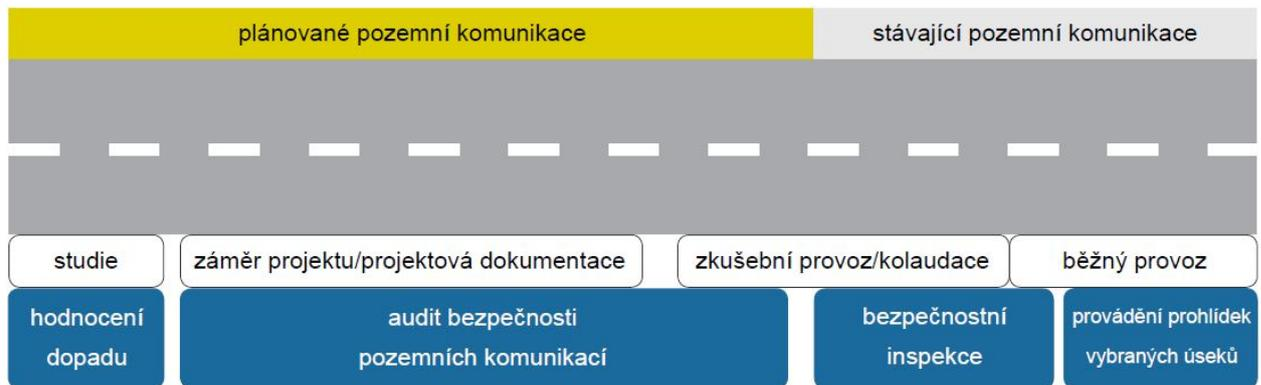 plánované pozemní komunikace
stávající pozemní komunikace
studie
záměr projektu/projektová dokumentace
zkušební provoz/kolaudace
běžný provoz
hodnocení
dopadu
audit bezpečnosti
pozemních komunikací
bezpečnostní
inspekce
provádění prohlídek
vybraných úseků